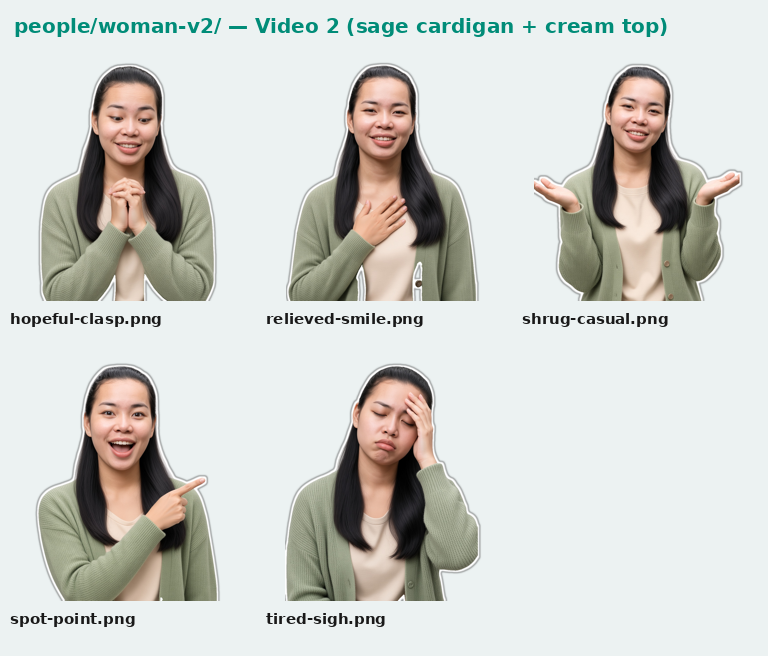 people/woman-v2/ — Video 2 (sage cardigan + cream top)
hopeful-clasp.png
relieved-smile.png
shrug-casual.png
spot-point.png
tired-sigh.png